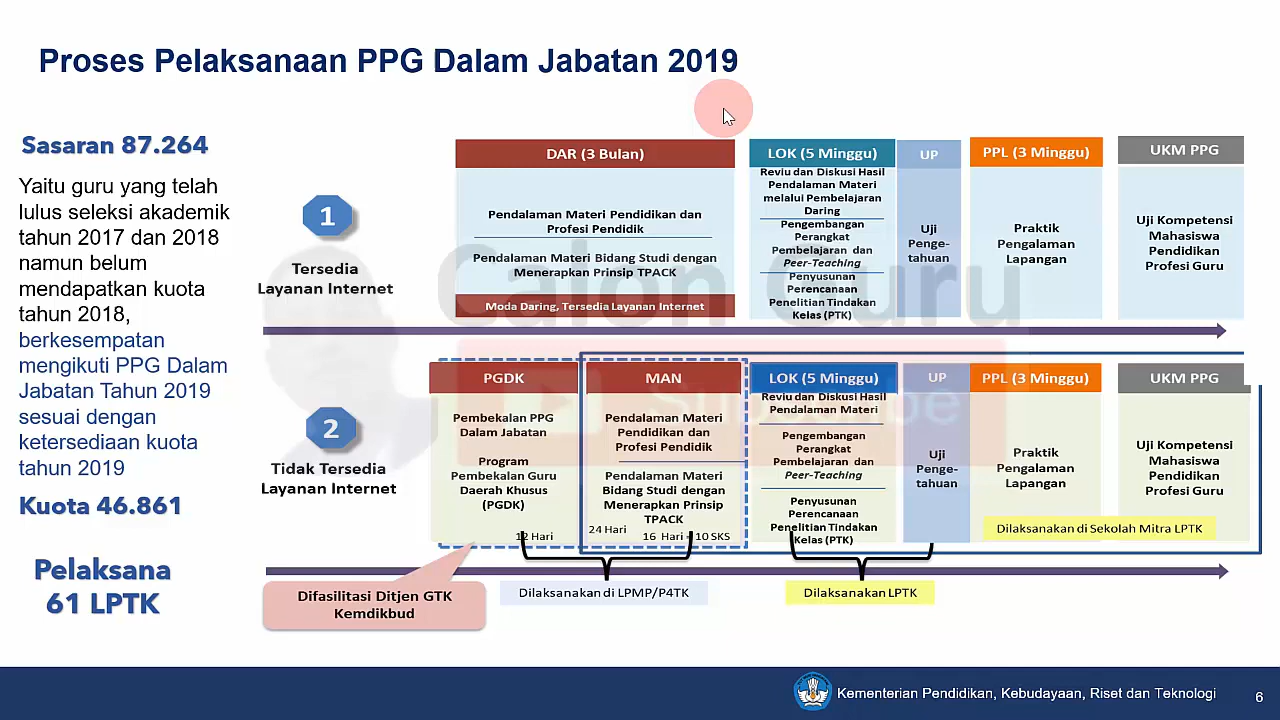 Proses Pelaksanaan PPG Dalam Jabatan 2019
Sasaran 87.264
Yaitu guru yang telah
lulus seleksi akademik
tahun 2017 dan 2018
namun belum
mendapatkan kuota
tahun 2018,
berkesempatan
mengikuti PPG Dalam
Jabatan Tahun 2019
sesuai dengan
ketersediaan kuota
tahun 2019
Kuota 46.861
Pelaksana
61 LPTK
1
Tersedia
Layanan Internet
DAR (3 Bulan)
Pendalaman Materi Pendidikan dan
Profesi Pendidik
Pendalaman Materi Bidang Studi dengan
Menerapkan Prinsip TPACK
Moda Daring, Tersedia Layanan Internet
LOK (5 Minggu)
Reviu dan Diskusi Hasil
Pendalaman Materi
melalui Pembelajaran
Daring
Pengembangan
Perangkat
Pembelajaran dan
Peer-Teaching
Penyusunan
Perencanaan
Penelitian Tindakan
Kelas (PTK)
UP
Uji
Penge-
tahuan
PPL (3 Minggu)
Praktik
Pengalaman
Lapangan
UKM PPG
Uji Kompetensi
Mahasiswa
Pendidikan
Profesi Guru
Calon Guru
Subscribe
2
Tidak Tersedia
Layanan Internet
PGDK
Pembekalan PPG
Dalam Jabatan
Program
Pembekalan Guru
Daerah Khusus
(PGDK)
12 Hari
MAN
Pendalaman Materi
Pendidikan dan
Profesi Pendidik
Pendalaman Materi
Bidang Studi dengan
Menerapkan Prinsip
TPACK
24 Hari
16 Hari - 10 SKS
LOK (5 Minggu)
Reviu dan Diskusi Hasil
Pendalaman Materi
Pengembangan
Perangkat
Pembelajaran dan
Peer-Teaching
Penyusunan
Perencanaan
Penelitian Tindakan
Kelas (PTK)
UP
Uji
Penge-
tahuan
PPL (3 Minggu)
Praktik
Pengalaman
Lapangan
Dilaksanakan di Sekolah Mitra LPTK
UKM PPG
Uji Kompetensi
Mahasiswa
Pendidikan
Profesi Guru
Difasilitasi Ditjen GTK
Kemdikbud
Dilaksanakan di LPMP/P4TK
Dilaksanakan LPTK
Kementerian Pendidikan, Kebudayaan, Riset dan Teknologi
6